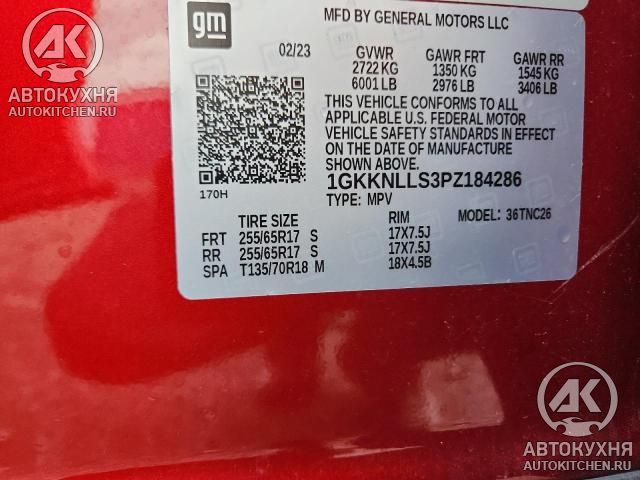 gm
MFD BY GENERAL MOTORS LLC
02/23 GVWR GAWR FRT GAWR RR
2722 KG 1350 KG 1545 KG
6001 LB 2976 LB 3406 LB
THIS VEHICLE CONFORMS TO ALL
APPLICABLE U.S. FEDERAL MOTOR
VEHICLE SAFETY STANDARDS IN EFFECT
ON THE DATE OF MANUFACTURE
SHOWN ABOVE.
170H
1GKKNLLS3PZ184286
TYPE: MPV MODEL: 36TNC26
TIRE SIZE RIM
FRT 255/65R17 S 17X7.5J
RR 255/65R17 S 17X7.5J
SPA T135/70R18 M 18X4.5B
АК
АВТОКУХНЯ
AUTOKITCHEN.RU
АК
АВТОКУХНЯ
AUTOKITCHEN.RU